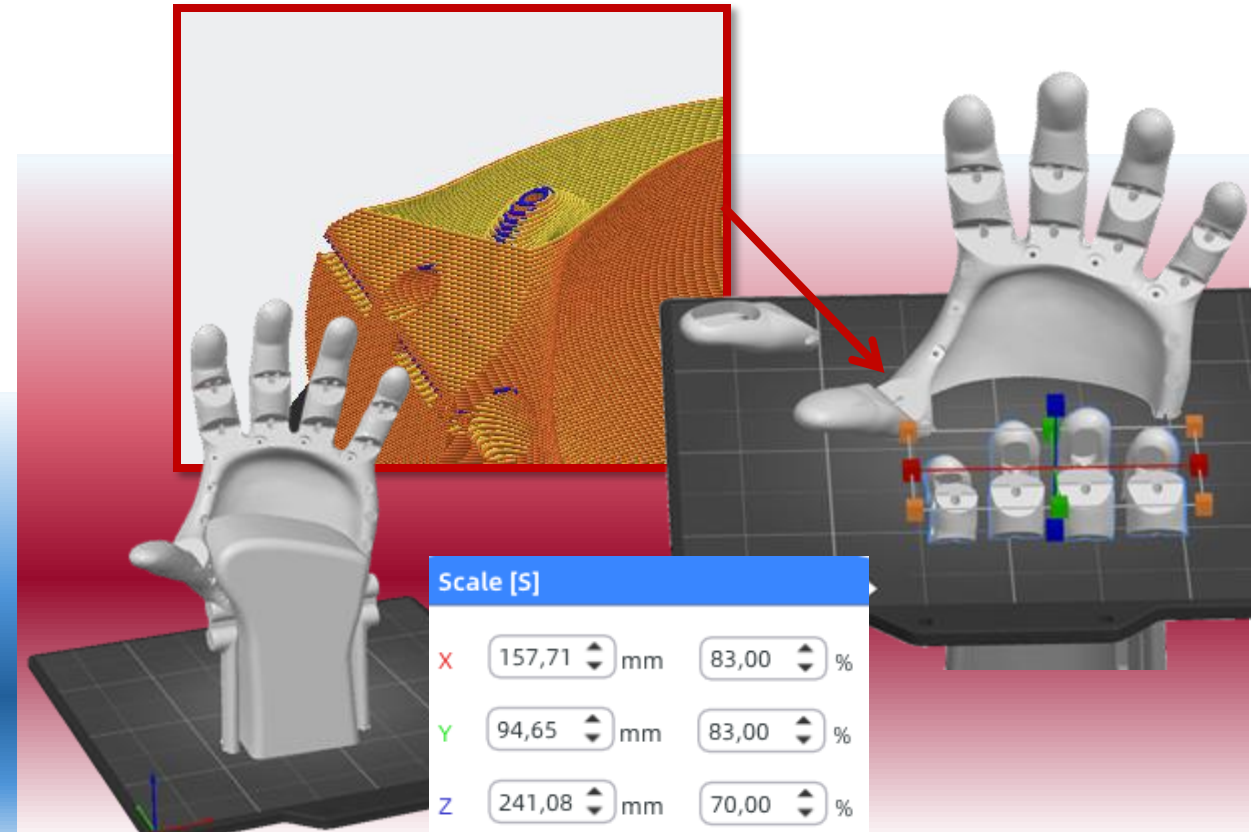 Scale [S]
X 157,71 mm 83,00 %
Y 94,65 mm 83,00 %
Z 241,08 mm 70,00 %